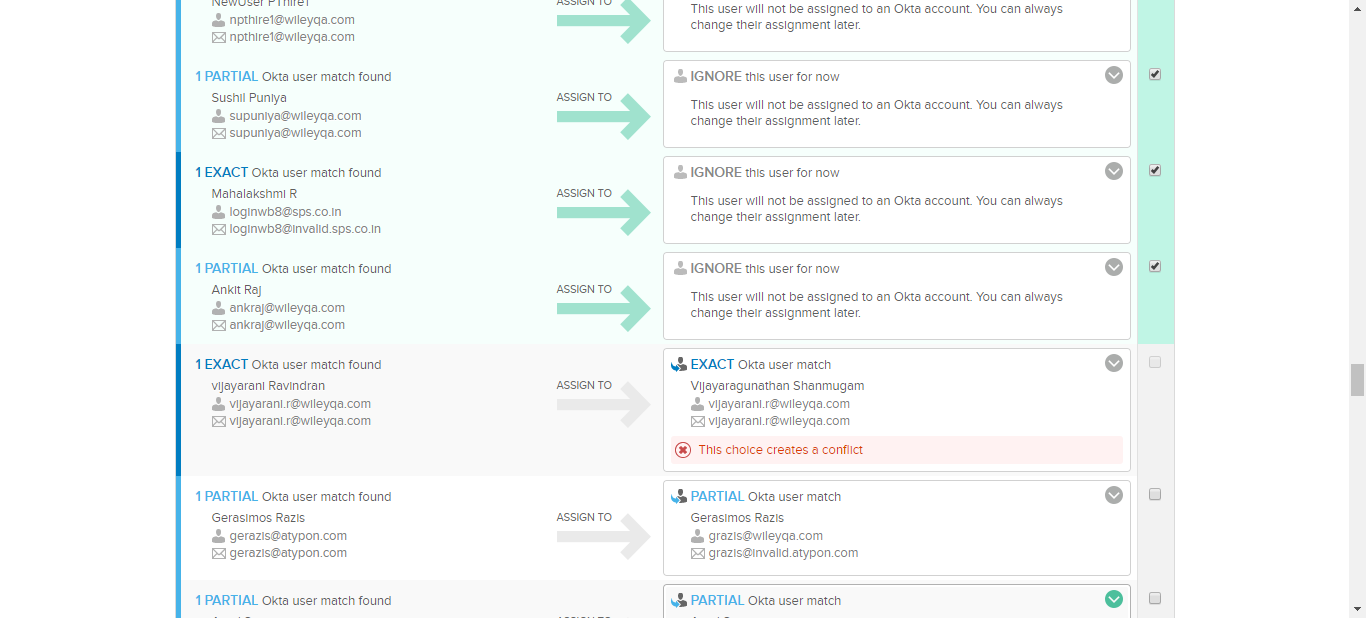 NewUser PThire1
npthire1@wileyqa.com
npthire1@wileyqa.com
ASSIGN TO
This user will not be assigned to an Okta account. You can always
change their assignment later.
1 PARTIAL Okta user match found
Sushil Puniya
supuniya@wileyqa.com
supuniya@wileyqa.com
ASSIGN TO
IGNORE this user for now
This user will not be assigned to an Okta account. You can always
change their assignment later.
1 EXACT Okta user match found
Mahalakshmi R
loginwb8@sps.co.in
loginwb8@invalid.sps.co.in
ASSIGN TO
IGNORE this user for now
This user will not be assigned to an Okta account. You can always
change their assignment later.
1 PARTIAL Okta user match found
Ankit Raj
ankraj@wileyqa.com
ankraj@wileyqa.com
ASSIGN TO
IGNORE this user for now
This user will not be assigned to an Okta account. You can always
change their assignment later.
1 EXACT Okta user match found
vijayarani Ravindran
vijayarani.r@wileyqa.com
vijayarani.r@wileyqa.com
ASSIGN TO
EXACT Okta user match
Vijayaragunathan Shanmugam
vijayarani.r@wileyqa.com
vijayarani.r@wileyqa.com
This choice creates a conflict
1 PARTIAL Okta user match found
Gerasimos Razis
gerazis@atypon.com
gerazis@atypon.com
ASSIGN TO
PARTIAL Okta user match
Gerasimos Razis
grazis@wileyqa.com
grazis@invalid.atypon.com
1 PARTIAL Okta user match found
PARTIAL Okta user match